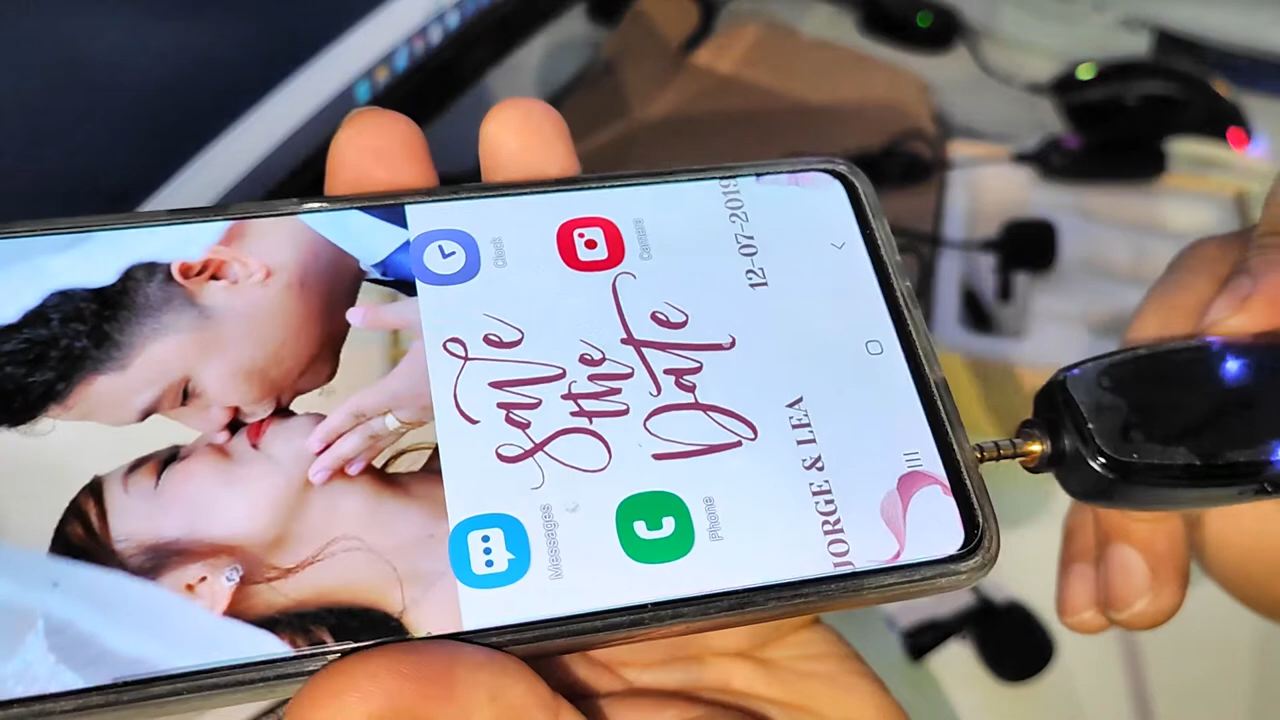 Clock
Camera
Save
the
Date
12-07-2019
JORGE & LEA
Messages
Phone